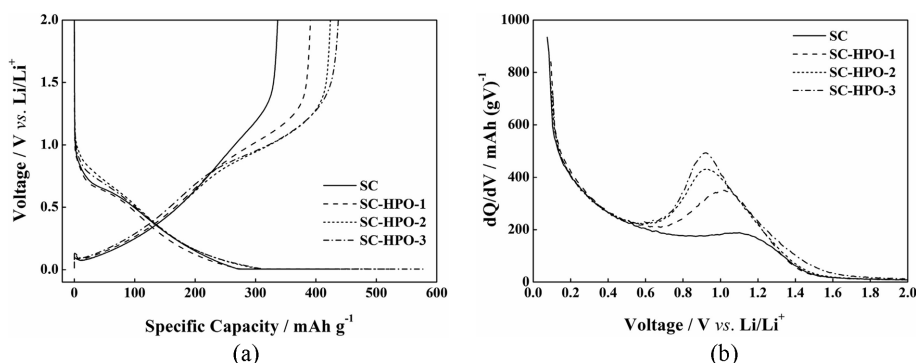 2.0
1.5
1.0
0.5
0.0
Voltage / V vs. Li/Li⁺
0 100 200 300 400 500 600
Specific Capacity / mAh g⁻¹
SC
SC-HPO-1
SC-HPO-2
SC-HPO-3
(a)
1000
800
600
400
200
0
dQ/dV / mAh (gV)⁻¹
0.0 0.2 0.4 0.6 0.8 1.0 1.2 1.4 1.6 1.8 2.0
Voltage / V vs. Li/Li⁺
SC
SC-HPO-1
SC-HPO-2
SC-HPO-3
(b)